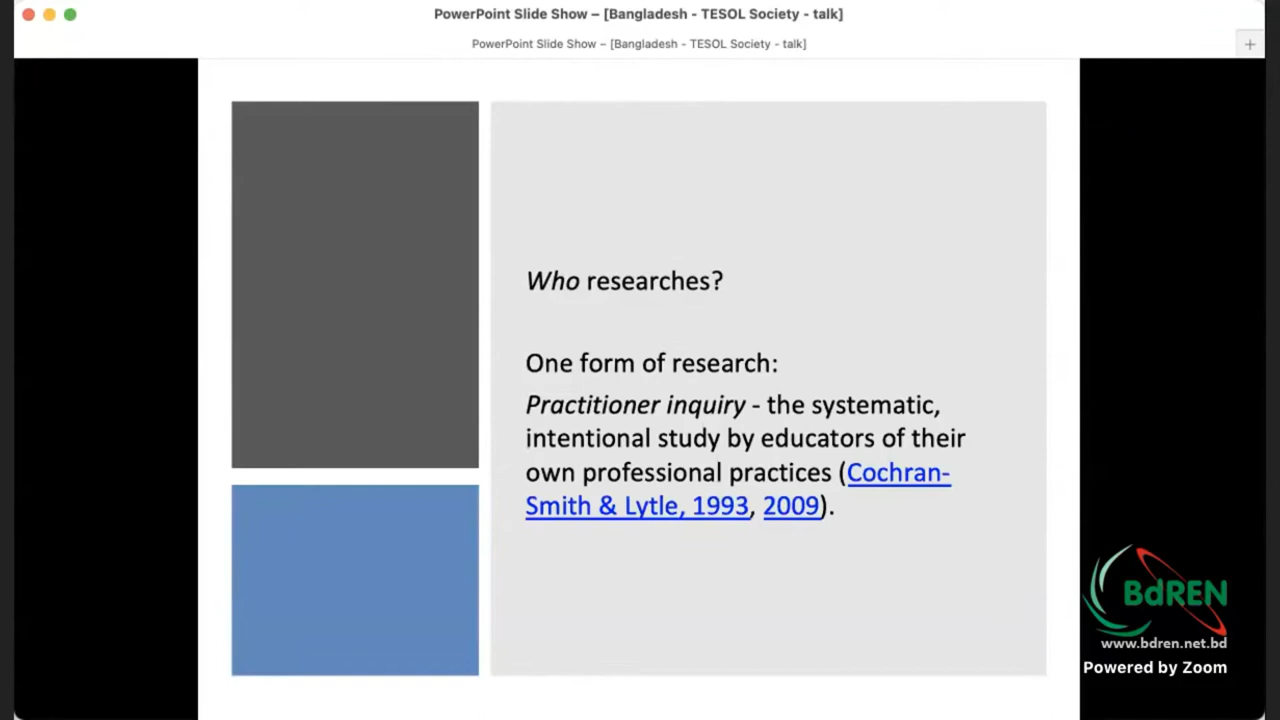 PowerPoint Slide Show – [Bangladesh - TESOL Society - talk]
PowerPoint Slide Show – [Bangladesh - TESOL Society - talk]
Who researches?
One form of research:
Practitioner inquiry - the systematic,
intentional study by educators of their
own professional practices (Cochran-
Smith & Lytle, 1993, 2009).
BdREN
www.bdren.net.bd
Powered by Zoom